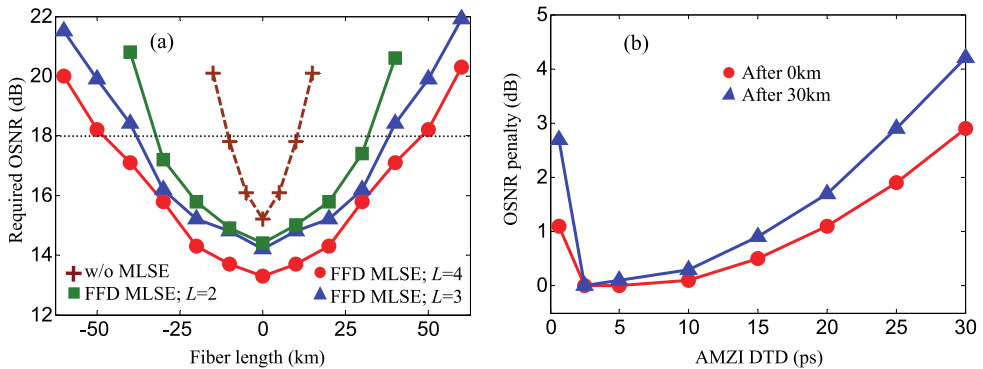 22
20
18
16
14
12
Required OSNR (dB)
(a)
w/o MLSE
FFD MLSE; L=2
FFD MLSE; L=4
FFD MLSE; L=3
-50
-25
0
25
50
Fiber length (km)
5
4
3
2
1
0
OSNR penalty (dB)
(b)
After 0km
After 30km
0
5
10
15
20
25
30
AMZI DTD (ps)